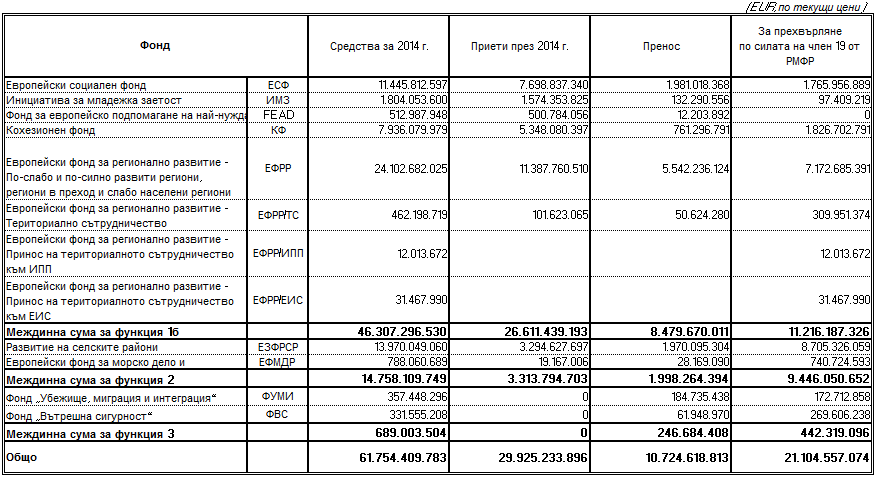 (EUR, по текущи цени)
Фонд Средства за 2014 г. Приети през 2014 г. Пренос За прехвърляне
по силата на член 19 от
РМФР
Европейски социален фонд ЕСФ 11.445.812.597 7.698.837.340 1.981.018.368 1.765.956.889
Инициатива за младежка заетост ИМЗ 1.804.053.600 1.574.353.825 132.290.556 97.409.219
Фонд за европейско подпомагане на най-нужда FEAD 512.987.948 500.784.056 12.203.892 0
Кохезионен фонд КФ 7.936.079.979 5.348.080.397 761.296.791 1.826.702.791
Европейски фонд за регионално развитие -
По-слабо и по-силно развити региони, ЕФРР 24.102.682.025 11.387.760.510 5.542.236.124 7.172.685.391
региони в преход и слабо населени региони
Европейски фонд за регионално развитие -
Териториално сътрудничество ЕФРР/ТС 462.198.719 101.623.065 50.624.280 309.951.374
Европейски фонд за регионално развитие -
Принос на териториалното сътрудничество ЕФРР/ИПП 12.013.672 12.013.672
към ИПП
Европейски фонд за регионално развитие -
Принос на териториалното сътрудничество ЕФРР/ЕИС 31.467.990 31.467.990
към ЕИС
Междинна сума за функция 1б 46.307.296.530 26.611.439.193 8.479.670.011 11.216.187.326
Развитие на селските райони ЕЗФРСР 13.970.049.060 3.294.627.697 1.970.095.304 8.705.326.059
Европейски фонд за морско дело и ЕФМДР 788.060.689 19.167.006 28.169.090 740.724.593
Междинна сума за функция 2 14.758.109.749 3.313.794.703 1.998.264.394 9.446.050.652
Фонд „Убежище, миграция и интеграция“ ФУМИ 357.448.296 0 184.735.438 172.712.858
Фонд „Вътрешна сигурност“ ФВС 331.555.208 0 61.948.970 269.606.238
Междинна сума за функция 3 689.003.504 0 246.684.408 442.319.096
Общо 61.754.409.783 29.925.233.896 10.724.618.813 21.104.557.074